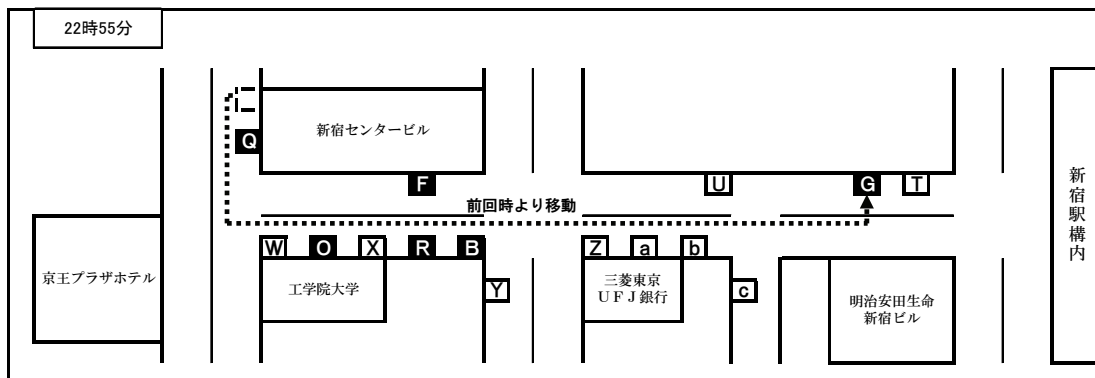 22時55分
新宿センタービル
Q
F
U
G
T
前回時より移動
W
O
X
R
B
Z
a
b
京王プラザホテル
工学院大学
Y
三菱東京
UFJ銀行
c
明治安田生命
新宿ビル
新宿駅構内